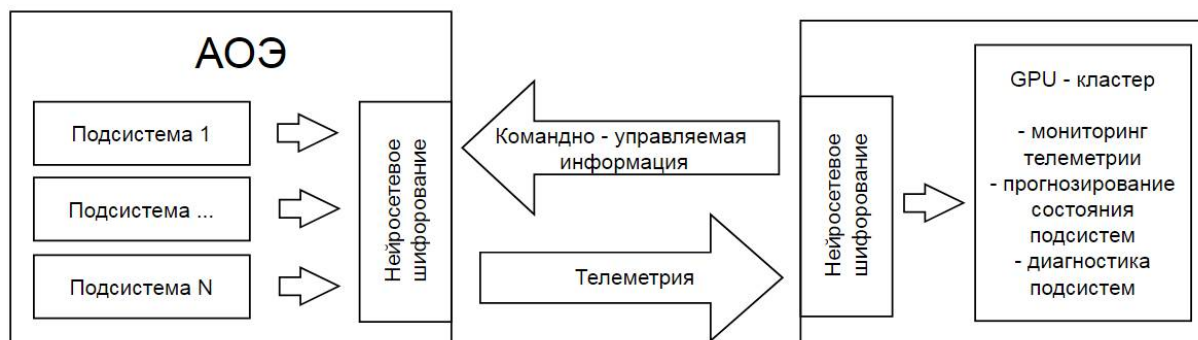 АОЭ
Подсистема 1
Подсистема ...
Подсистема N
Нейросетевое
шифорование
Командно - управляемая
информация
Телеметрия
Нейросетевое
шифорование
GPU - кластер
- мониторинг
телеметрии
- прогнозирование
состояния
подсистем
- диагностика
подсистем